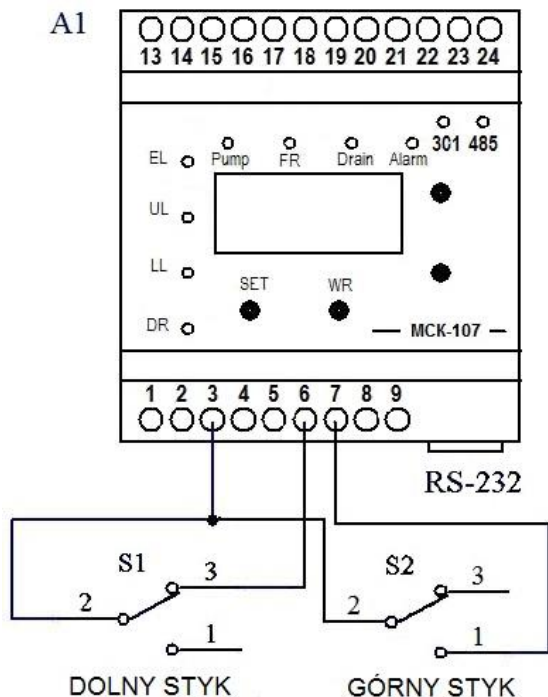 A1
13 14 15 16 17 18 19 20 21 22 23 24
301 485
Pump FR Drain Alarm
EL
UL
LL
DR
SET WR
МСК-107
1 2 3 4 5 6 7 8 9
RS-232
S1 3 S2 3
2 1 2 1
DOLNY STYK GÓRNY STYK